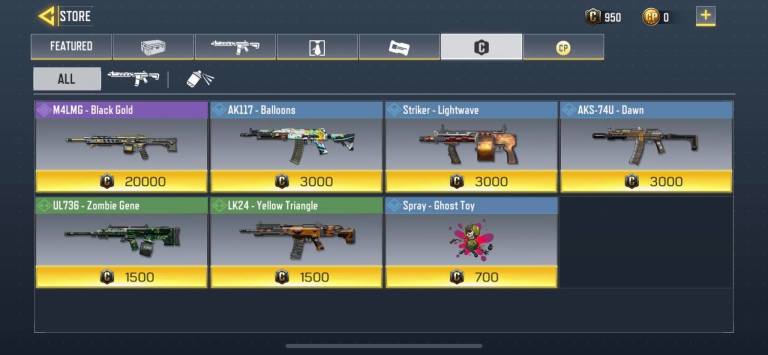 STORE
950
CP
0
+
FEATURED
C
CP
ALL
M4LMG - Black Gold
C 20000
AK117 - Balloons
C 3000
Striker - Lightwave
C 3000
AKS-74U - Dawn
C 3000
UL736 - Zombie Gene
C 1500
LK24 - Yellow Triangle
C 1500
Spray - Ghost Toy
C 700